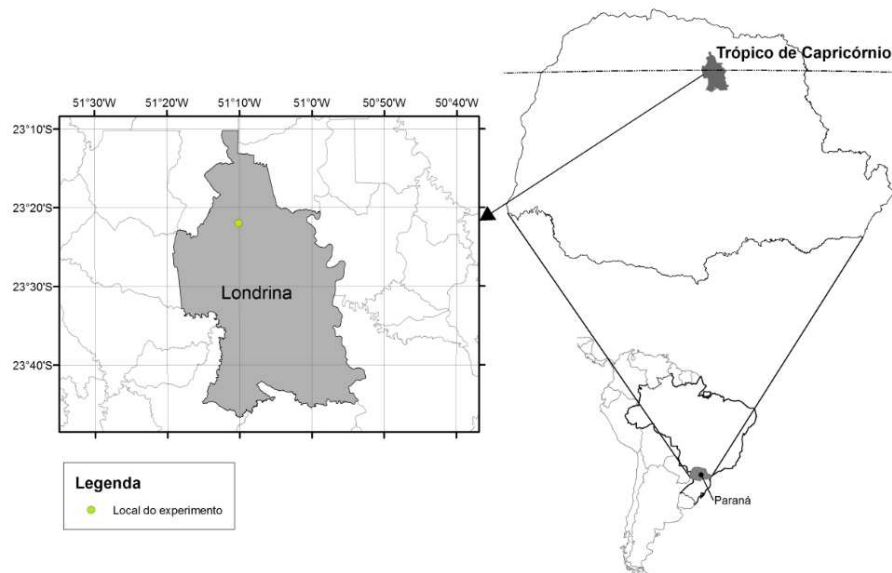 Trópico de Capricórnio
51°30'W 51°20'W 51°10'W 51°0'W 50°50'W 50°40'W
23°10'S
23°20'S
23°30'S
23°40'S
Londrina
Legenda
Local do experimento
Paraná